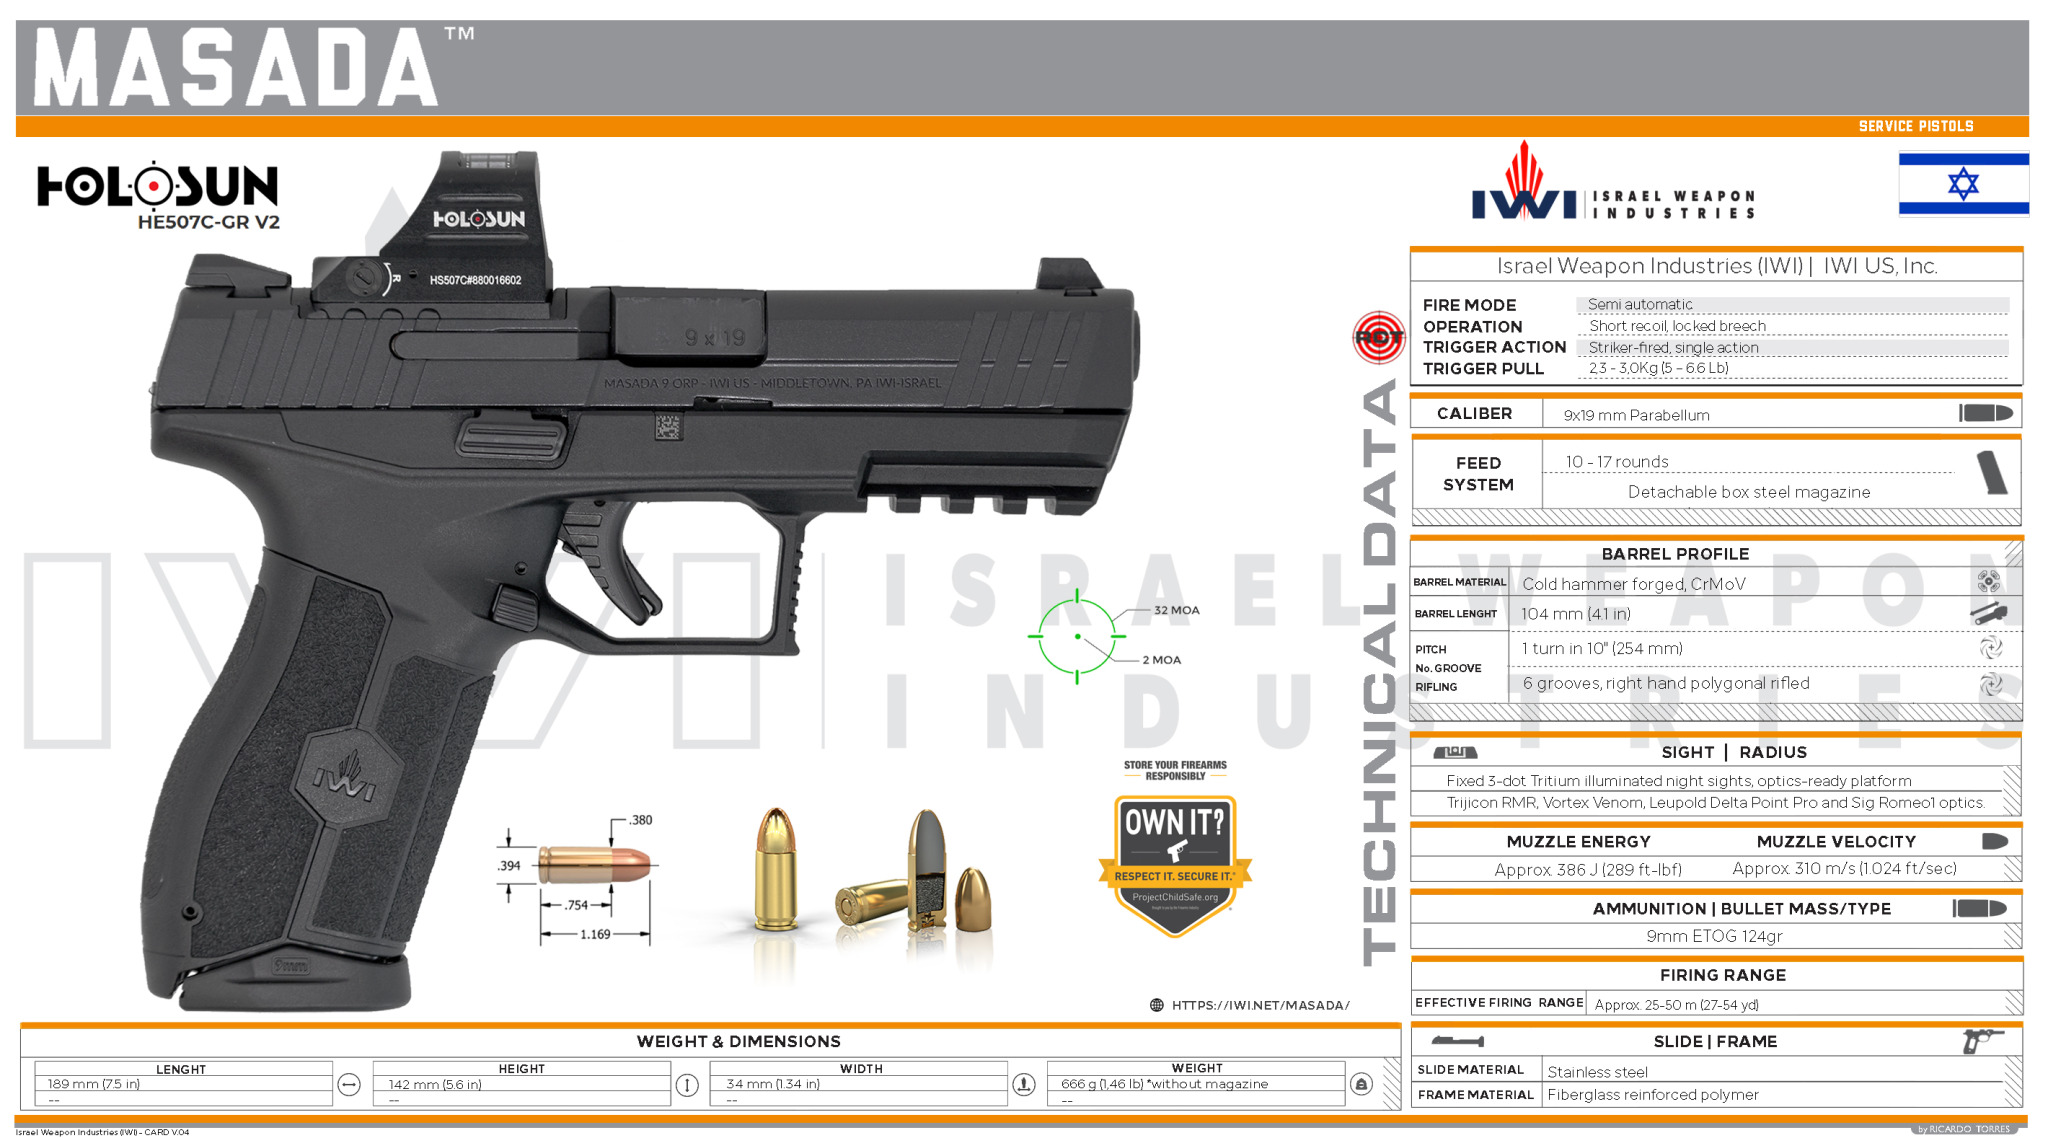 MASADA™
SERVICE PISTOLS
HOLOSUN
HE507C-GR V2
HOLOSUN
R
HS507C#880016602
9 x 19
MASADA 9 ORP - IWI US - MIDDLETOWN, PA IWI-ISRAEL
IWI
9mm
IWI | ISRAEL WEAPON
INDUSTRIES
IWI ISRAEL WEAPON
INDUSTRIES
32 MOA
2 MOA
.380
.394
.754
1.169
STORE YOUR FIREARMS
RESPONSIBLY
OWN IT?
RESPECT IT. SECURE IT.
ProjectChildSafe.org
HTTPS://IWI.NET/MASADA/
RDT
TECHNICAL DATA
Israel Weapon Industries (IWI) | IWI US, Inc.
FIRE MODE Semi automatic
OPERATION Short recoil, locked breech
TRIGGER ACTION Striker-fired, single action
TRIGGER PULL 2,3 - 3,0Kg (5 – 6.6 Lb)
CALIBER 9x19 mm Parabellum
FEED SYSTEM 10 - 17 rounds
Detachable box steel magazine
BARREL PROFILE
BARREL MATERIAL Cold hammer forged, CrMoV
BARREL LENGHT 104 mm (4.1 in)
PITCH 1 turn in 10" (254 mm)
No. GROOVE
RIFLING 6 grooves, right hand polygonal rifled
SIGHT | RADIUS
Fixed 3-dot Tritium illuminated night sights, optics-ready platform
Trijicon RMR, Vortex Venom, Leupold Delta Point Pro and Sig Romeo1 optics.
MUZZLE ENERGY MUZZLE VELOCITY
Approx. 386 J (289 ft-lbf) Approx. 310 m/s (1.024 ft/sec)
AMMUNITION | BULLET MASS/TYPE
9mm ETOG 124gr
FIRING RANGE
EFFECTIVE FIRING RANGE Approx. 25-50 m (27-54 yd)
SLIDE | FRAME
SLIDE MATERIAL Stainless steel
FRAME MATERIAL Fiberglass reinforced polymer
WEIGHT & DIMENSIONS
LENGHT HEIGHT WIDTH WEIGHT
189 mm (7.5 in) 142 mm (5.6 in) 34 mm (1.34 in) 666 g (1,46 lb) *without magazine
-- -- -- --
Israel Weapon Industries (IWI) - CARD V.04
by RICARDO TORRES